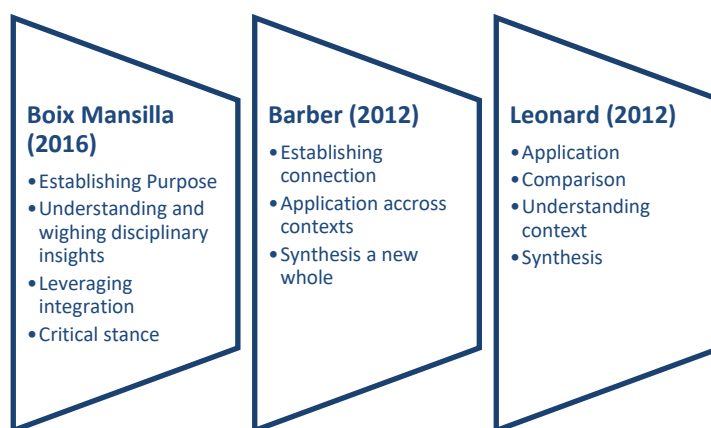 Boix Mansilla
(2016)
•Establishing Purpose
•Understanding and
wighing disciplinary
insights
•Leveraging
integration
•Critical stance
Barber (2012)
•Establishing
connection
•Application accross
contexts
•Synthesis a new
whole
Leonard (2012)
•Application
•Comparison
•Understanding
context
•Synthesis